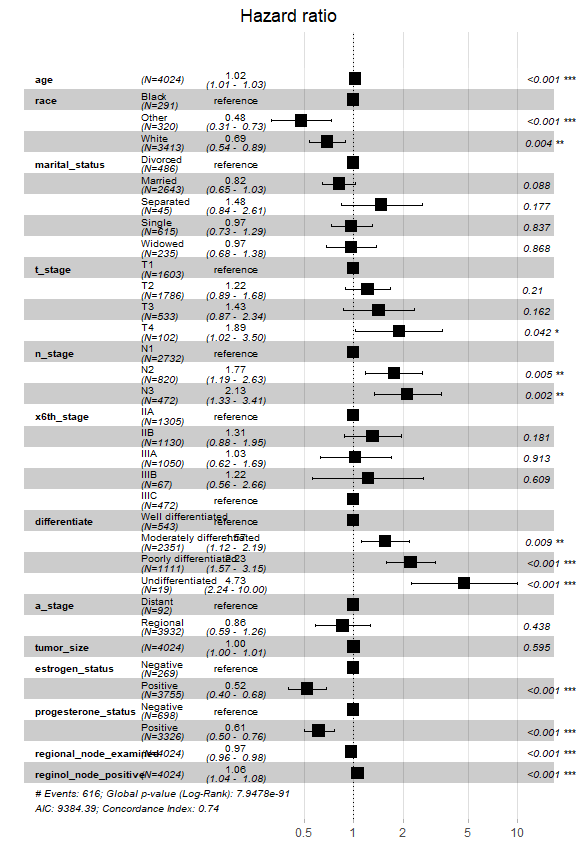 Hazard ratio
age (N=4024) 1.02 (1.01 - 1.03) <0.001 ***
race Black (N=291) reference
Other (N=320) 0.48 (0.31 - 0.73) <0.001 ***
White (N=3413) 0.69 (0.54 - 0.89) 0.004 **
marital_status Divorced (N=486) reference
Married (N=2643) 0.82 (0.65 - 1.03) 0.088
Separated (N=45) 1.48 (0.84 - 2.61) 0.177
Single (N=615) 0.97 (0.73 - 1.29) 0.837
Widowed (N=235) 0.97 (0.68 - 1.38) 0.868
t_stage T1 (N=1603) reference
T2 (N=1786) 1.22 (0.89 - 1.68) 0.21
T3 (N=533) 1.43 (0.87 - 2.34) 0.162
T4 (N=102) 1.89 (1.02 - 3.50) 0.042 *
n_stage N1 (N=2732) reference
N2 (N=820) 1.77 (1.19 - 2.63) 0.005 **
N3 (N=472) 2.13 (1.33 - 3.41) 0.002 **
x6th_stage IIA (N=1305) reference
IIB (N=1130) 1.31 (0.88 - 1.95) 0.181
IIIA (N=1050) 1.03 (0.62 - 1.69) 0.913
IIIB (N=67) 1.22 (0.56 - 2.66) 0.609
IIIC (N=472) reference
differentiate Well differentiated (N=543) reference
Moderately differentiated (N=2351) 1.57 (1.12 - 2.19) 0.009 **
Poorly differentiated (N=1111) 2.23 (1.57 - 3.15) <0.001 ***
Undifferentiated (N=19) 4.73 (2.24 - 10.00) <0.001 ***
a_stage Distant (N=92) reference
Regional (N=3932) 0.86 (0.59 - 1.26) 0.438
tumor_size (N=4024) 1.00 (1.00 - 1.01) 0.595
estrogen_status Negative (N=269) reference
Positive (N=3755) 0.52 (0.40 - 0.68) <0.001 ***
progesterone_status Negative (N=698) reference
Positive (N=3326) 0.61 (0.50 - 0.76) <0.001 ***
regional_node_examined (N=4024) 0.97 (0.96 - 0.98) <0.001 ***
reginol_node_positive (N=4024) 1.06 (1.04 - 1.08) <0.001 ***
# Events: 616; Global p-value (Log-Rank): 7.9478e-91
AIC: 9384.39; Concordance Index: 0.74
0.5 1 2 5 10